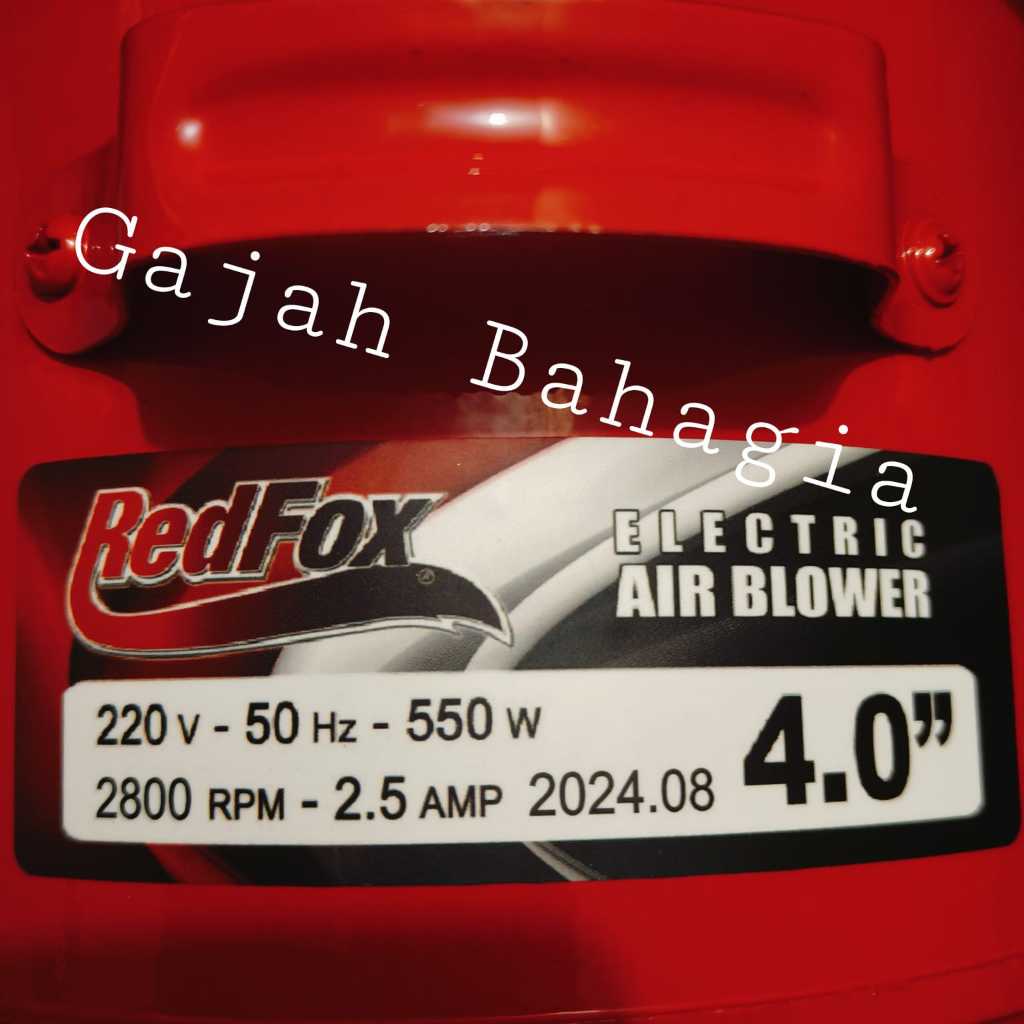 Gajah Bahagia
RedFox®
ELECTRIC
AIR BLOWER
220 V - 50 Hz - 550 W
2800 RPM - 2.5 AMP 2024.08
4.0”